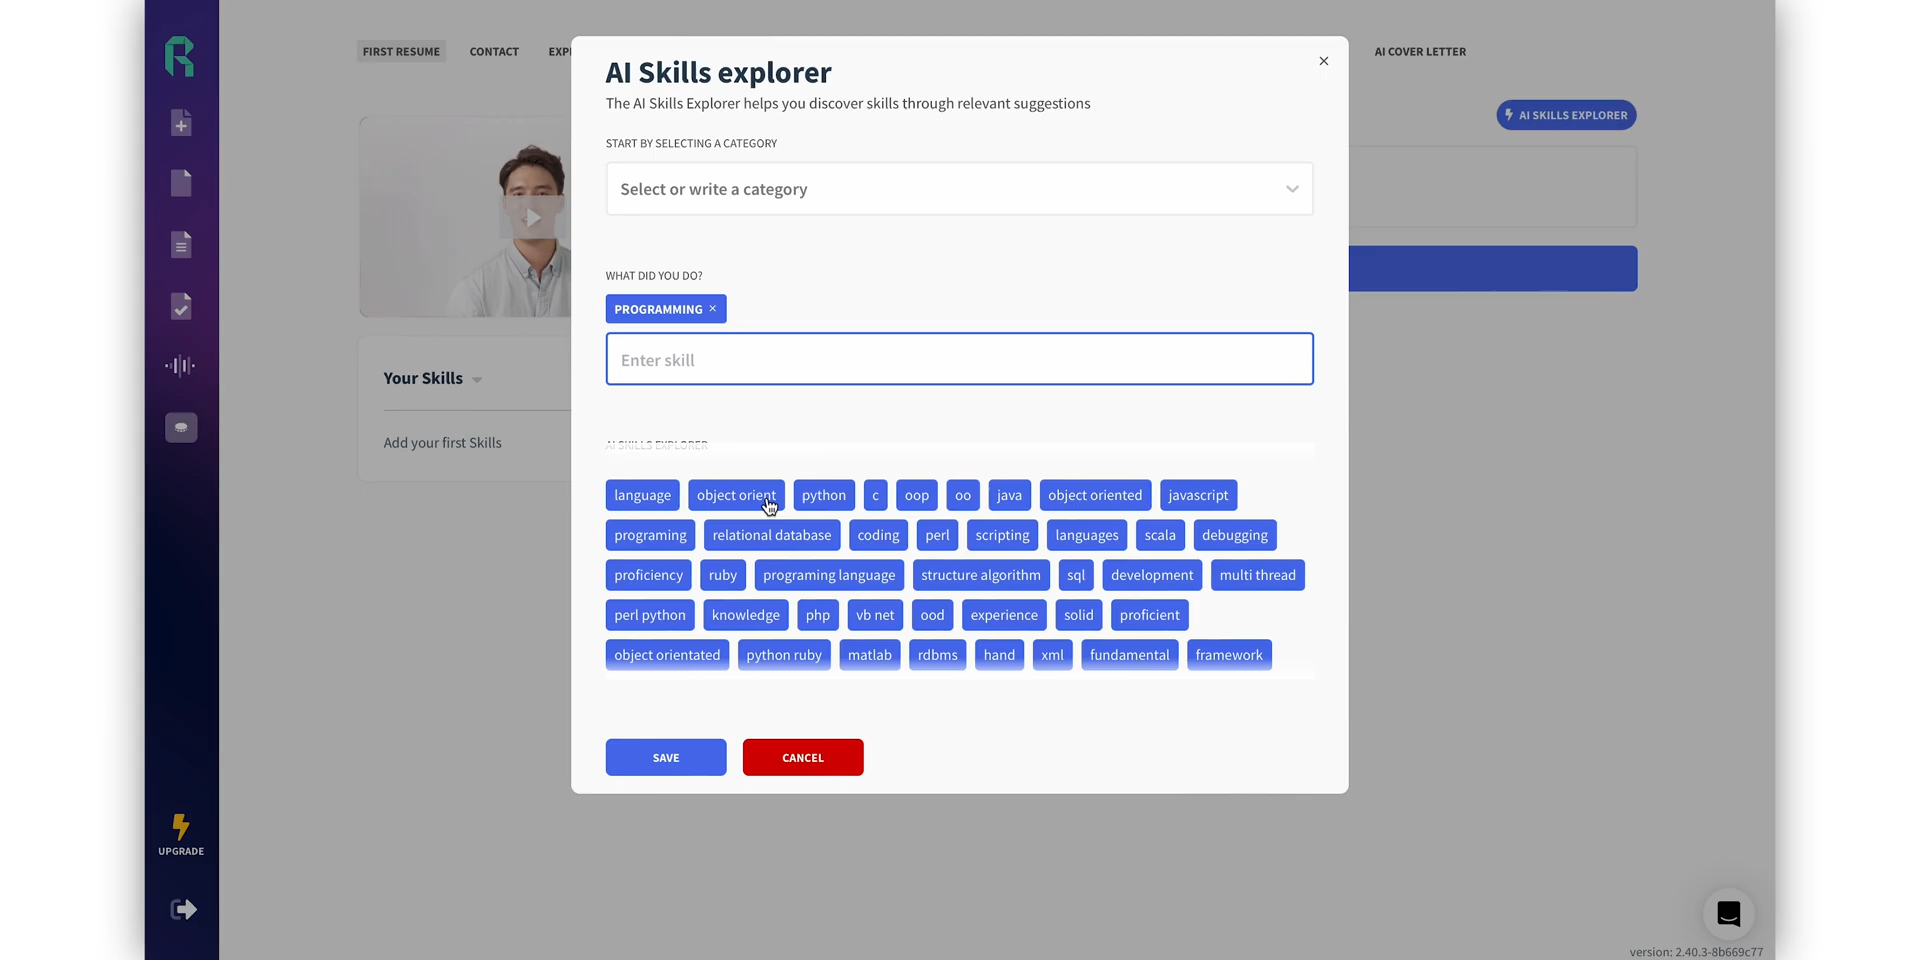 FIRST RESUME CONTACT EXP AI COVER LETTER
AI Skills explorer
×
The AI Skills Explorer helps you discover skills through relevant suggestions
AI SKILLS EXPLORER
START BY SELECTING A CATEGORY
Select or write a category
WHAT DID YOU DO?
PROGRAMMING ×
Enter skill
Your Skills
Add your first Skills
AI SKILLS EXPLORER
language object orient python c oop oo java object oriented javascript
programing relational database coding perl scripting languages scala debugging
proficiency ruby programing language structure algorithm sql development multi thread
perl python knowledge php vb net ood experience solid proficient
object orientated python ruby matlab rdbms hand xml fundamental framework
SAVE CANCEL
UPGRADE
version: 2.40.3-8b669c77